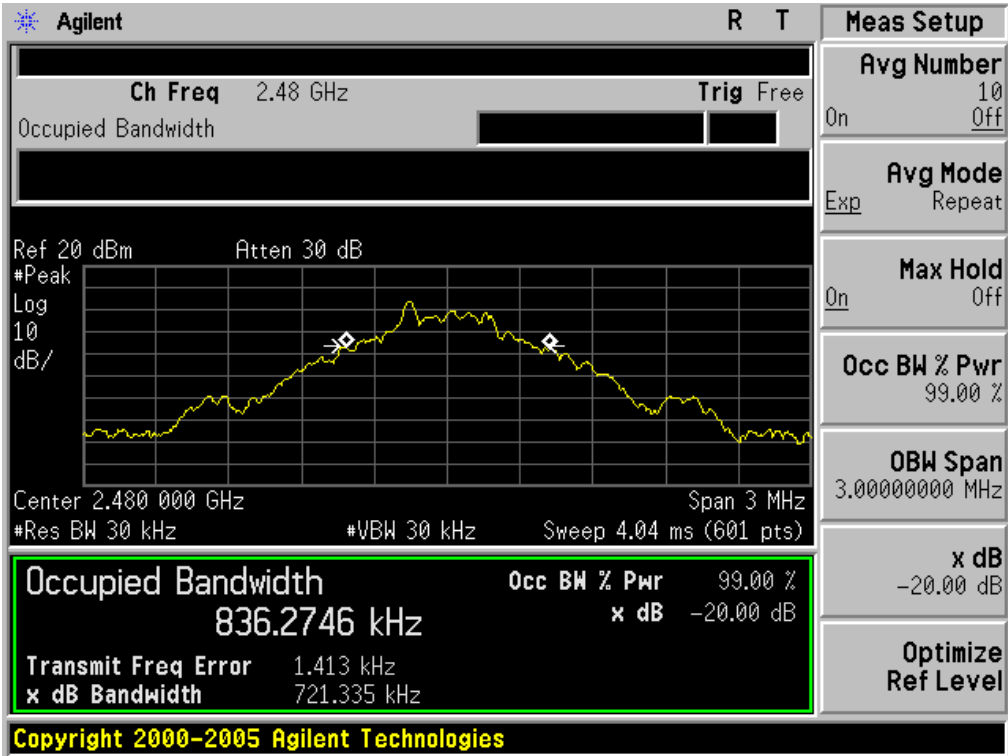 Agilent R T Meas Setup
Ch Freq 2.48 GHz Trig Free
Occupied Bandwidth
Avg Number
10
On Off
Avg Mode
Exp Repeat
Max Hold
On Off
Occ BW % Pwr
99.00 %
OBW Span
3.00000000 MHz
x dB
-20.00 dB
Optimize
Ref Level
Ref 20 dBm Atten 30 dB
#Peak
Log
10
dB/
Center 2.480 000 GHz Span 3 MHz
#Res BW 30 kHz #VBW 30 kHz Sweep 4.04 ms (601 pts)
Occupied Bandwidth Occ BW % Pwr 99.00 %
836.2746 kHz x dB -20.00 dB
Transmit Freq Error 1.413 kHz
x dB Bandwidth 721.335 kHz
Copyright 2000-2005 Agilent Technologies